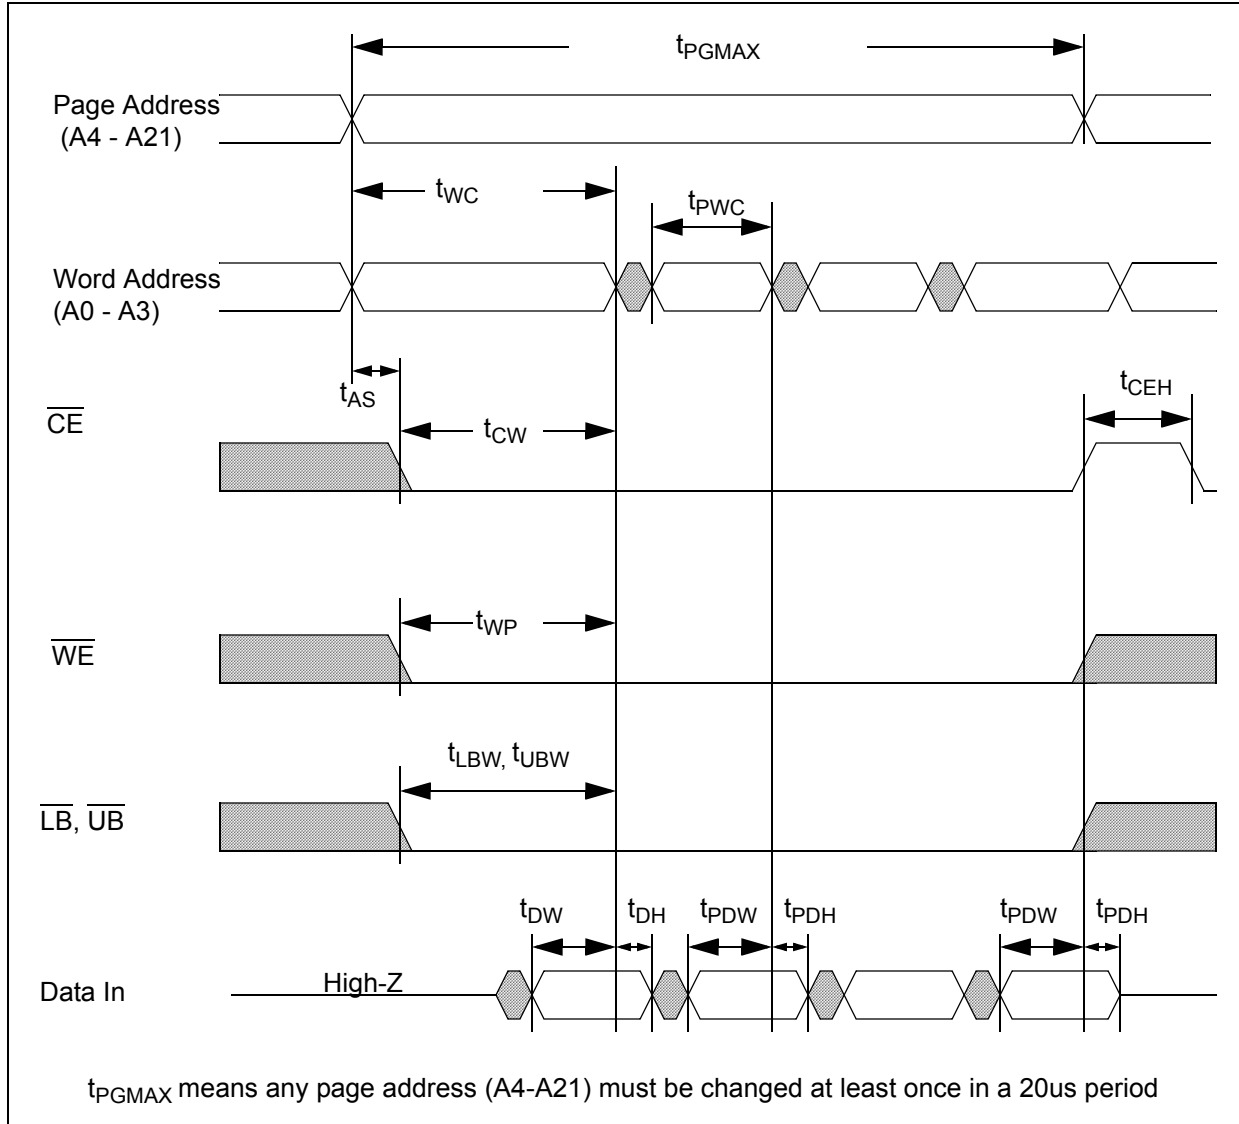 tPGMAX
Page Address
(A4 - A21)
tWC
tPWC
Word Address
(A0 - A3)
tAS
tCEH
CE
tCW
tWP
WE
tLBW, tUBW
LB, UB
tDW
tDH
tPDW
tPDH
tPDW
tPDH
Data In
High-Z
tPGMAX means any page address (A4-A21) must be changed at least once in a 20us period